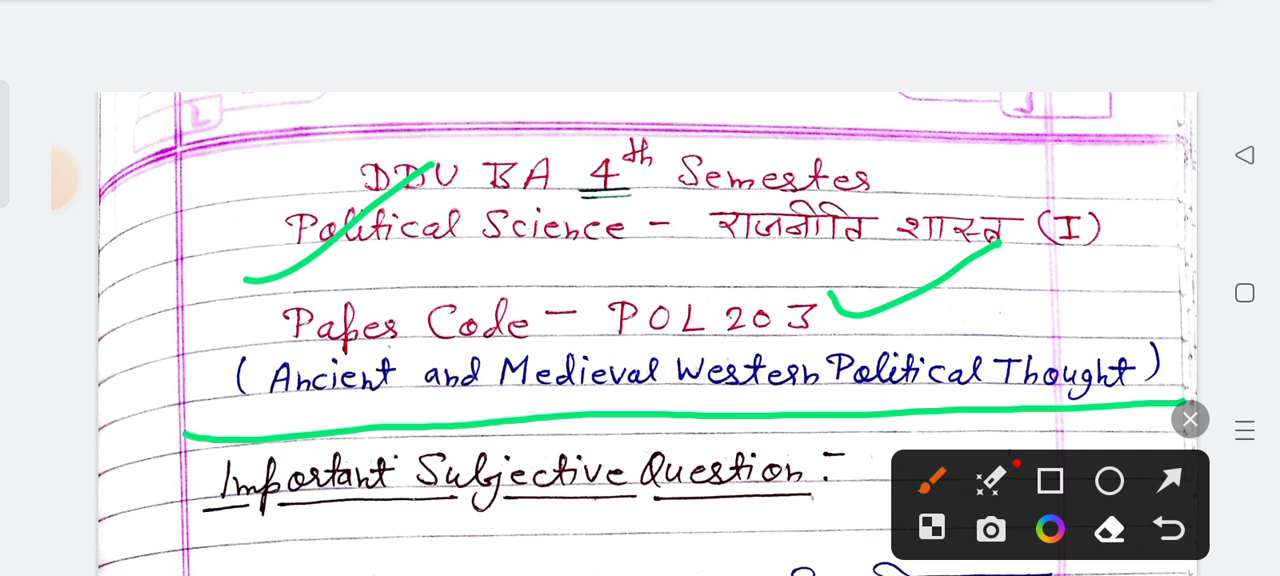 DDU BA 4th Semester
Political Science - राजनीति शास्त्र (I)
Paper Code - POL 203
(Ancient and Medieval Western Political Thought)
Important Subjective Question :-